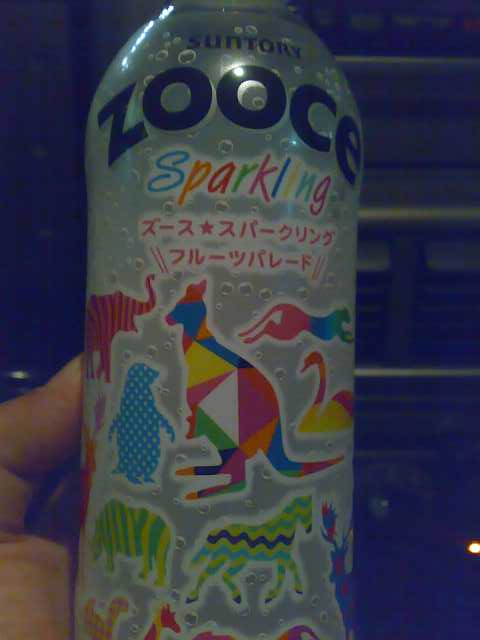 SUNTORY
ZOOCE
Sparkling
ズース★スパークリング
\\フルーツパレード//